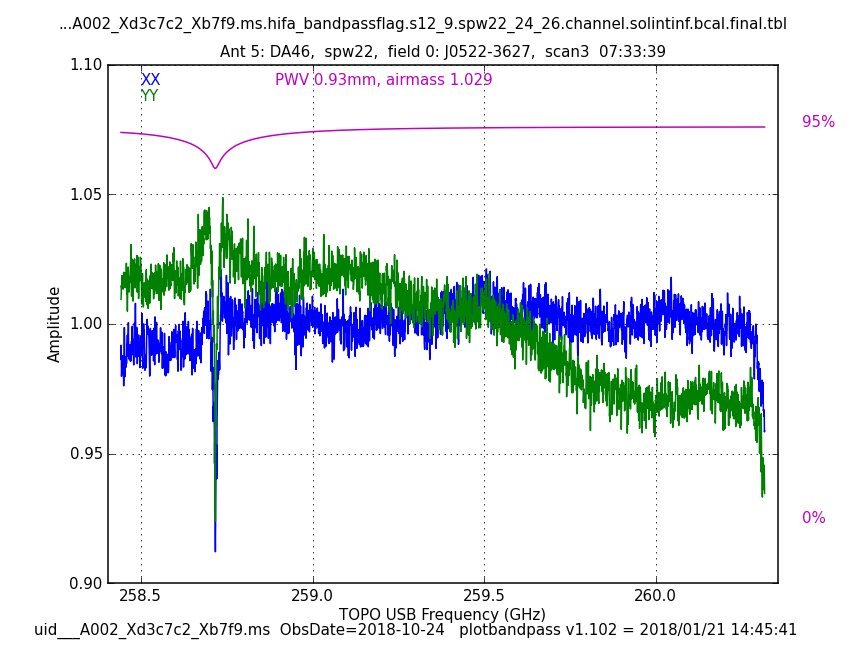 ...A002_Xd3c7c2_Xb7f9.ms.hifa_bandpassflag.s12_9.spw22_24_26.channel.solintinf.bcal.final.tbl
Ant 5: DA46,  spw22,  field 0: J0522-3627,  scan3  07:33:39
1.10
XX
PWV 0.93mm, airmass 1.029
YY
95%
1.05
Amplitude
1.00
0.95
0%
0.90
258.5
259.0
259.5
260.0
TOPO USB Frequency (GHz)
uid___A002_Xd3c7c2_Xb7f9.ms  ObsDate=2018-10-24   plotbandpass v1.102 = 2018/01/21 14:45:41